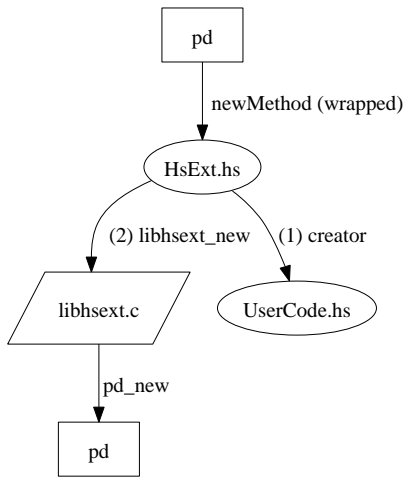 pd
newMethod (wrapped)
HsExt.hs
(2) libhsext_new
(1) creator
libhsext.c
UserCode.hs
pd_new
pd